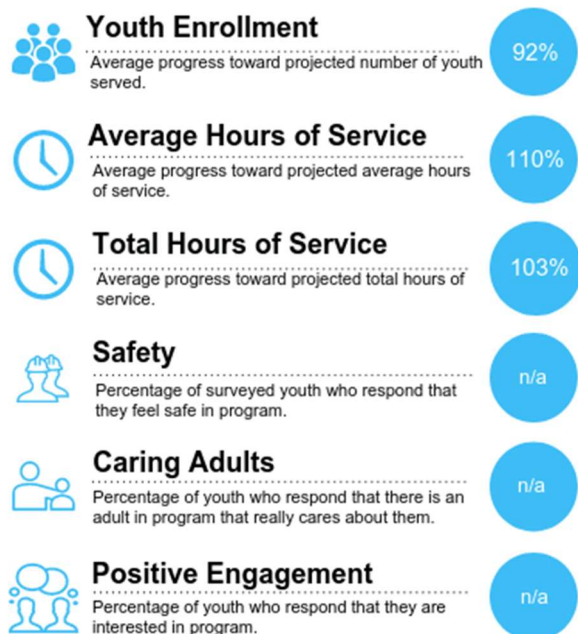 Youth Enrollment
Average progress toward projected number of youth
served.
92%
Average Hours of Service
Average progress toward projected average hours
of service.
110%
Total Hours of Service
Average progress toward projected total hours of
service.
103%
Safety
Percentage of surveyed youth who respond that
they feel safe in program.
n/a
Caring Adults
Percentage of youth who respond that there is an
adult in program that really cares about them.
n/a
Positive Engagement
Percentage of youth who respond that they are
interested in program.
n/a